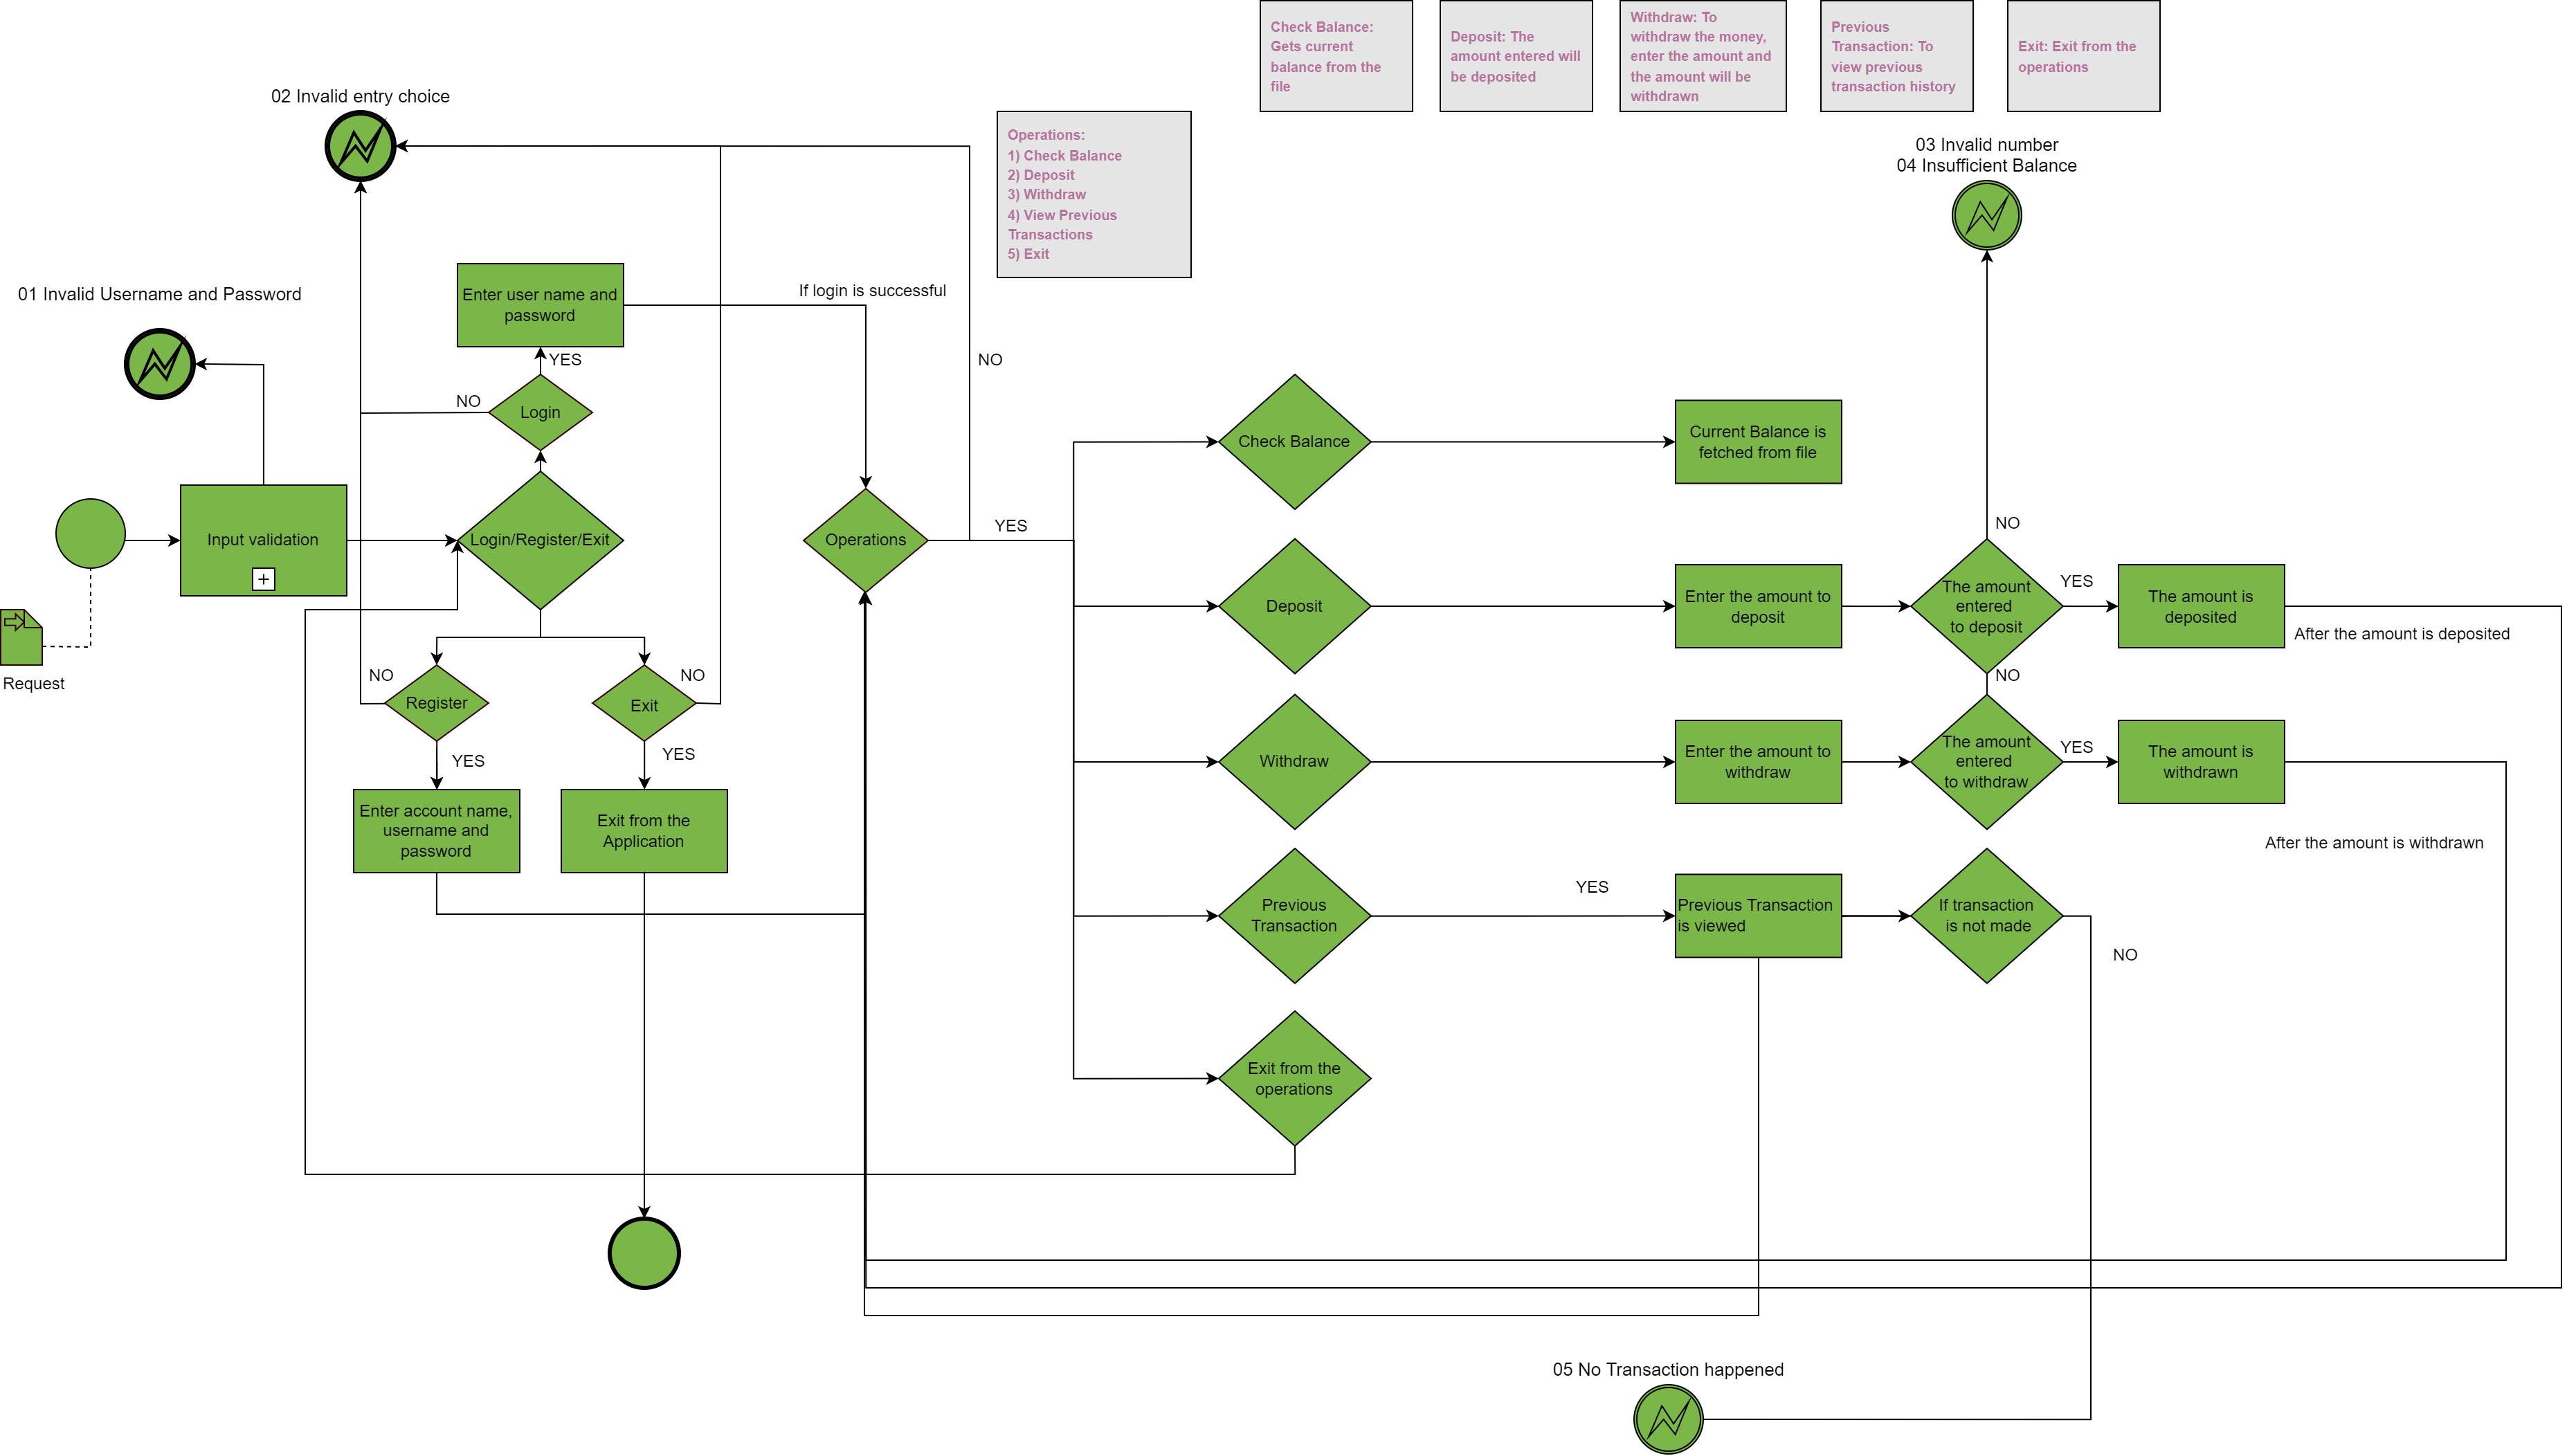 Check Balance:
Gets current
balance from the
file
Deposit: The
amount entered will
be deposited
Withdraw: To
withdraw the money,
enter the amount and
the amount will be
withdrawn
Previous
Transaction: To
view previous
transaction history
Exit: Exit from the
operations
02 Invalid entry choice
Operations:
1) Check Balance
2) Deposit
3) Withdraw
4) View Previous
Transactions
5) Exit
03 Invalid number
04 Insufficient Balance
01 Invalid Username and Password
Enter user name and
password
If login is successful
YES
NO
NO
Login
Check Balance
Current Balance is
fetched from file
Input validation
Login/Register/Exit
Operations
YES
NO
Deposit
Enter the amount to
deposit
The amount
entered
to deposit
YES
The amount is
deposited
After the amount is deposited
Request
NO
Register
Exit
NO
NO
YES
YES
Withdraw
Enter the amount to
withdraw
The amount
entered
to withdraw
YES
The amount is
withdrawn
After the amount is withdrawn
Enter account name,
username and
password
Exit from the
Application
Previous
Transaction
YES
Previous Transaction
is viewed
If transaction
is not made
NO
Exit from the
operations
05 No Transaction happened